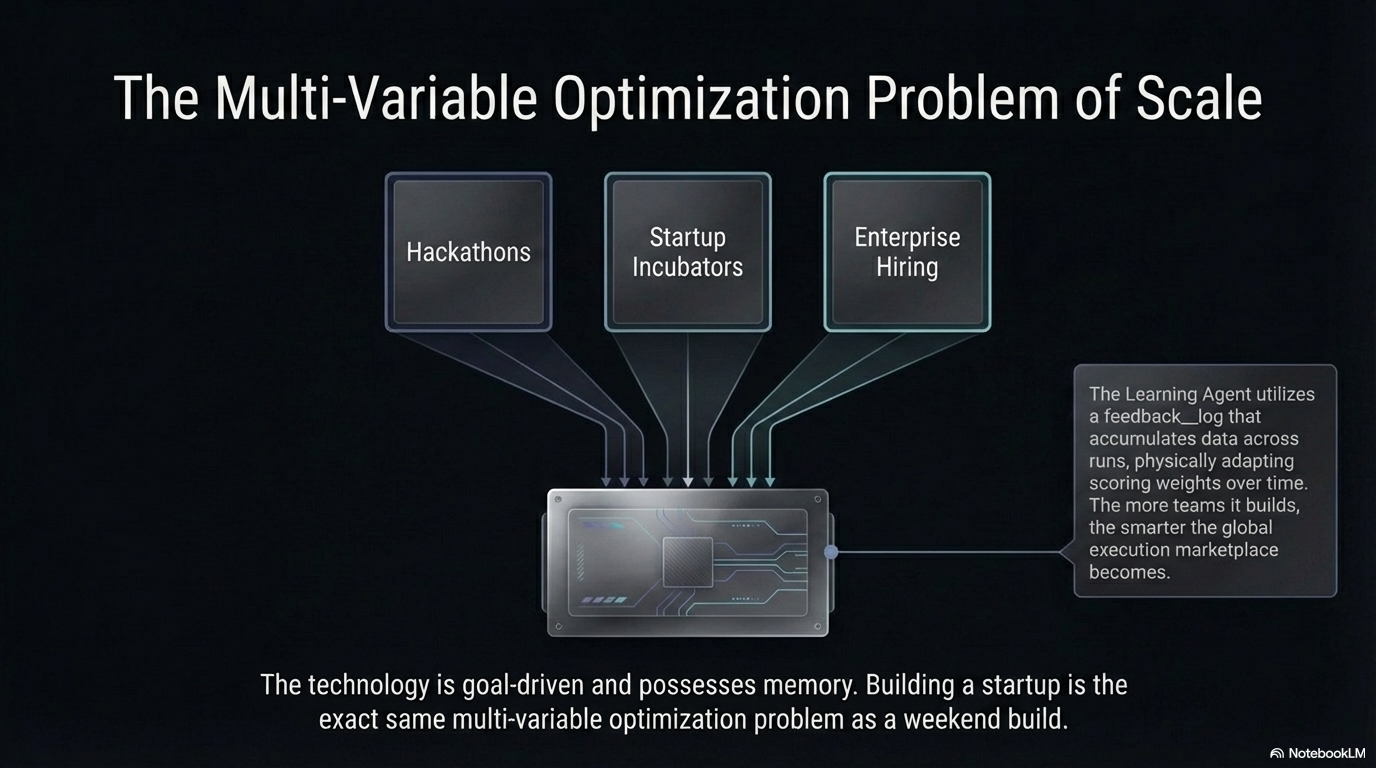 The Multi-Variable Optimization Problem of Scale
Hackathons
Startup
Incubators
Enterprise
Hiring
The Learning Agent utilizes
a feedback__log that
accumulates data across
runs, physically adapting
scoring weights over time.
The more teams it builds,
the smarter the global
execution marketplace
becomes.
The technology is goal-driven and possesses memory. Building a startup is the
exact same multi-variable optimization problem as a weekend build.
NotebookLM